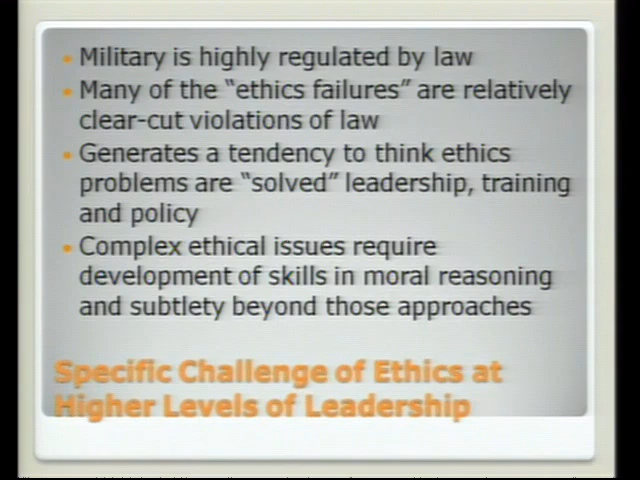 Military is highly regulated by law
Many of the “ethics failures” are relatively
clear-cut violations of law
Generates a tendency to think ethics
problems are “solved” leadership, training
and policy
Complex ethical issues require
development of skills in moral reasoning
and subtlety beyond those approaches
Specific Challenge of Ethics at
Higher Levels of Leadership